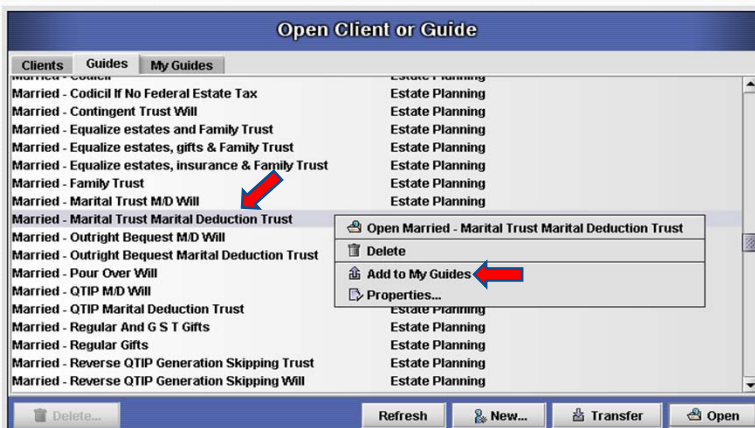 Open Client or Guide
Clients Guides My Guides
Married - Codicil Estate Planning
Married - Codicil If No Federal Estate Tax Estate Planning
Married - Contingent Trust Will Estate Planning
Married - Equalize estates and Family Trust Estate Planning
Married - Equalize estates, gifts & Family Trust Estate Planning
Married - Equalize estates, insurance & Family Trust Estate Planning
Married - Family Trust Estate Planning
Married - Marital Trust M/D Will Estate Planning
Married - Marital Trust Marital Deduction Trust
Open Married - Marital Trust Marital Deduction Trust
Married - Outright Bequest M/D Will
Delete
Married - Outright Bequest Marital Deduction Trust
Married - Pour Over Will
Add to My Guides
Married - QTIP M/D Will
Properties...
Married - QTIP Marital Deduction Trust Estate Planning
Married - Regular And G S T Gifts Estate Planning
Married - Regular Gifts Estate Planning
Married - Reverse QTIP Generation Skipping Trust Estate Planning
Married - Reverse QTIP Generation Skipping Will Estate Planning
Delete... Refresh New... Transfer Open